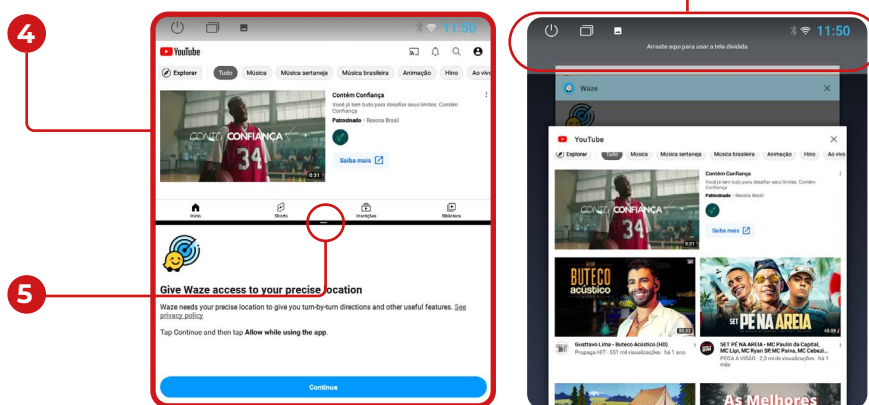 4
5
11:50
YouTube
Explorar Tudo Música Música sertaneja Música brasileira Animação Hino Ao vivo
CONTÉ CONFIANÇA
34
0:31
Contém Confiança
Você já tem tudo para desafiar seus limites. Contém
Confiança
Patrocinado · Rexona Brasil
Saiba mais
Início Shorts Inscrições Biblioteca
Give Waze access to your precise location
Waze needs your precise location to give you turn-by-turn directions and other useful features. See
privacy policy
Tap Continue and then tap Allow while using the app.
Continue
11:50
Arraste aqui para usar a tela dividida
Waze
YouTube
Explorar Tudo Música Música sertaneja Música brasileira Animação Hino Ao vivo
CONTÉ CONFIANÇA
34
0:31
Contém Confiança
Você já tem tudo para desafiar seus limites. Contém
Confiança
Patrocinado · Rexona Brasil
Saiba mais
BUTECO
acústico
50:23
Gusttavo Lima - Buteco Acústico (HD)
Propaga HIT · 551 mil visualizações · há 1 ano
SET PÉ NA AREIA
SET PÉ NA AREIA - MC Paulin da Capital,
MC Lipi, MC Ryan SP, MC Paiva, MC Cebezi...
PEGA A VISÃO · 2,3 mi de visualizações · há 1
mês
As Melhores